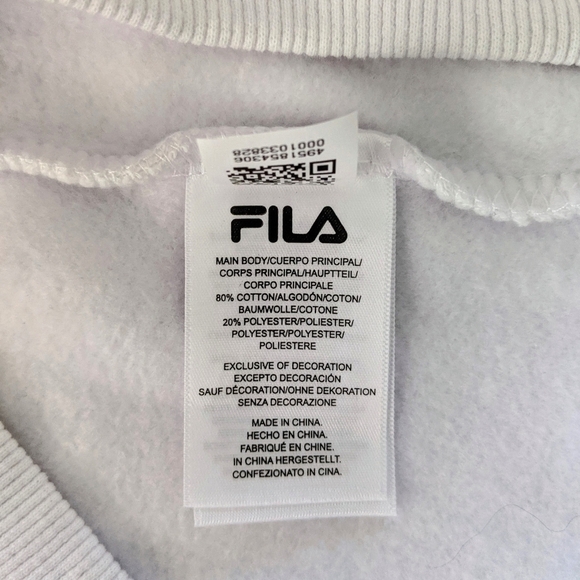 4951854306
0001033828
FILA
MAIN BODY/CUERPO PRINCIPAL/
CORPS PRINCIPAL/HAUPTTEIL/
CORPO PRINCIPALE
80% COTTON/ALGODÓN/COTON/
BAUMWOLLE/COTONE
20% POLYESTER/POLIESTER/
POLYESTER/POLYESTER/
POLIESTERE
EXCLUSIVE OF DECORATION
EXCEPTO DECORACIÓN
SAUF DÉCORATION/OHNE DEKORATION
SENZA DECORAZIONE
MADE IN CHINA.
HECHO EN CHINA.
FABRIQUÉ EN CHINE.
IN CHINA HERGESTELLT.
CONFEZIONATO IN CINA.